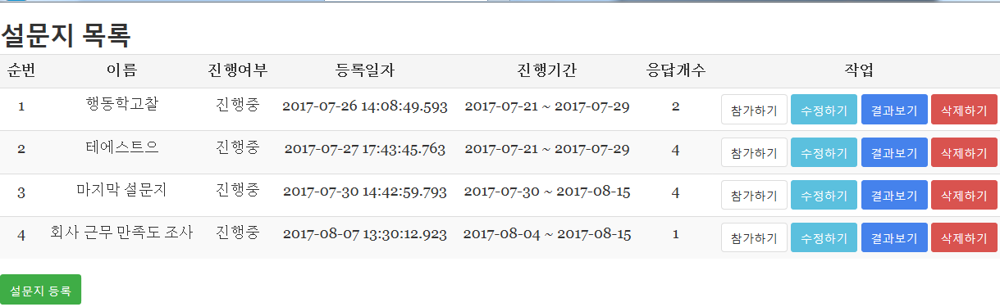 설문지 목록
순번 이름 진행여부 등록일자 진행기간 응답개수 작업
1 행동학고찰 진행중 2017-07-26 14:08:49.593 2017-07-21 ~ 2017-07-29 2 참가하기 수정하기 결과보기 삭제하기
2 테에스트으 진행중 2017-07-27 17:43:45.763 2017-07-21 ~ 2017-07-29 4 참가하기 수정하기 결과보기 삭제하기
3 마지막 설문지 진행중 2017-07-30 14:42:59.793 2017-07-30 ~ 2017-08-15 4 참가하기 수정하기 결과보기 삭제하기
4 회사 근무 만족도 조사 진행중 2017-08-07 13:30:12.923 2017-08-04 ~ 2017-08-15 1 참가하기 수정하기 결과보기 삭제하기
설문지 등록